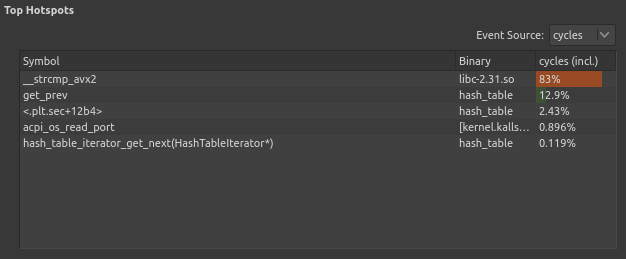 Top Hotspots
Event Source: cycles
Symbol Binary cycles (incl.)
__strcmp_avx2 libc-2.31.so 83%
get_prev hash_table 12.9%
<.plt.sec+12b4> hash_table 2.43%
acpi_os_read_port [kernel.kalls... 0.896%
hash_table_iterator_get_next(HashTableIterator*) hash_table 0.119%